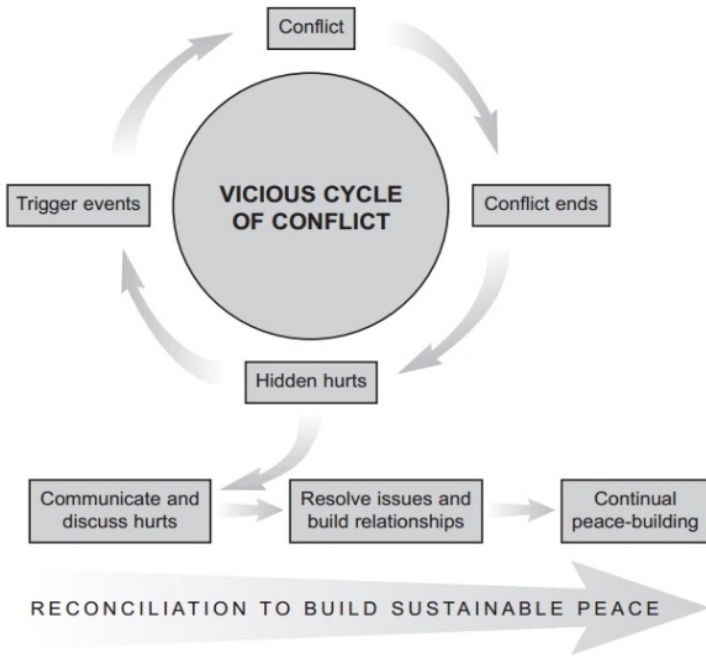 Conflict
Trigger events
VICIOUS CYCLE
OF CONFLICT
Conflict ends
Hidden hurts
Communicate and
discuss hurts
Resolve issues and
build relationships
Continual
peace-building
RECONCILIATION TO BUILD SUSTAINABLE PEACE